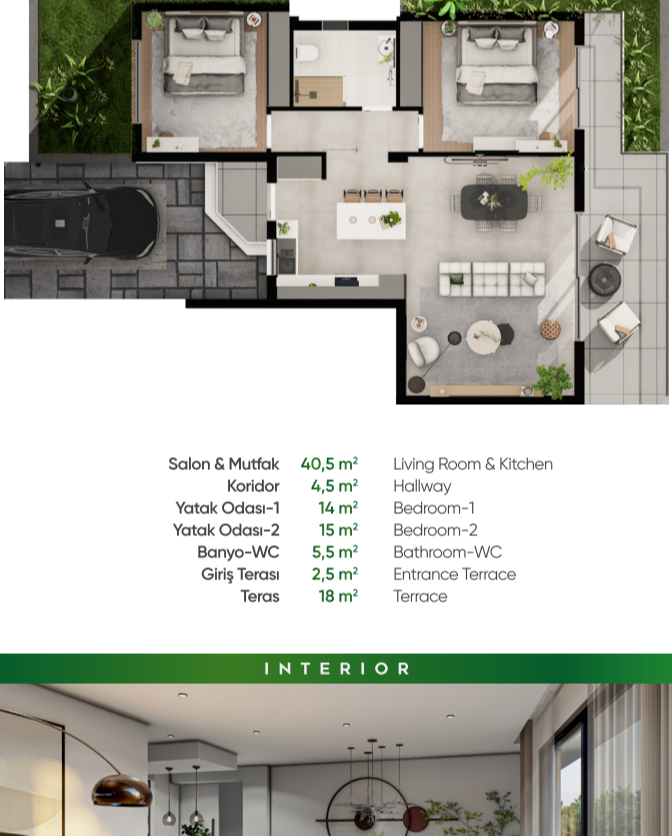 Salon & Mutfak 40,5 m² Living Room & Kitchen
Koridor 4,5 m² Hallway
Yatak Odası-1 14 m² Bedroom-1
Yatak Odası-2 15 m² Bedroom-2
Banyo-WC 5,5 m² Bathroom-WC
Giriş Terası 2,5 m² Entrance Terrace
Teras 18 m² Terrace
INTERIOR